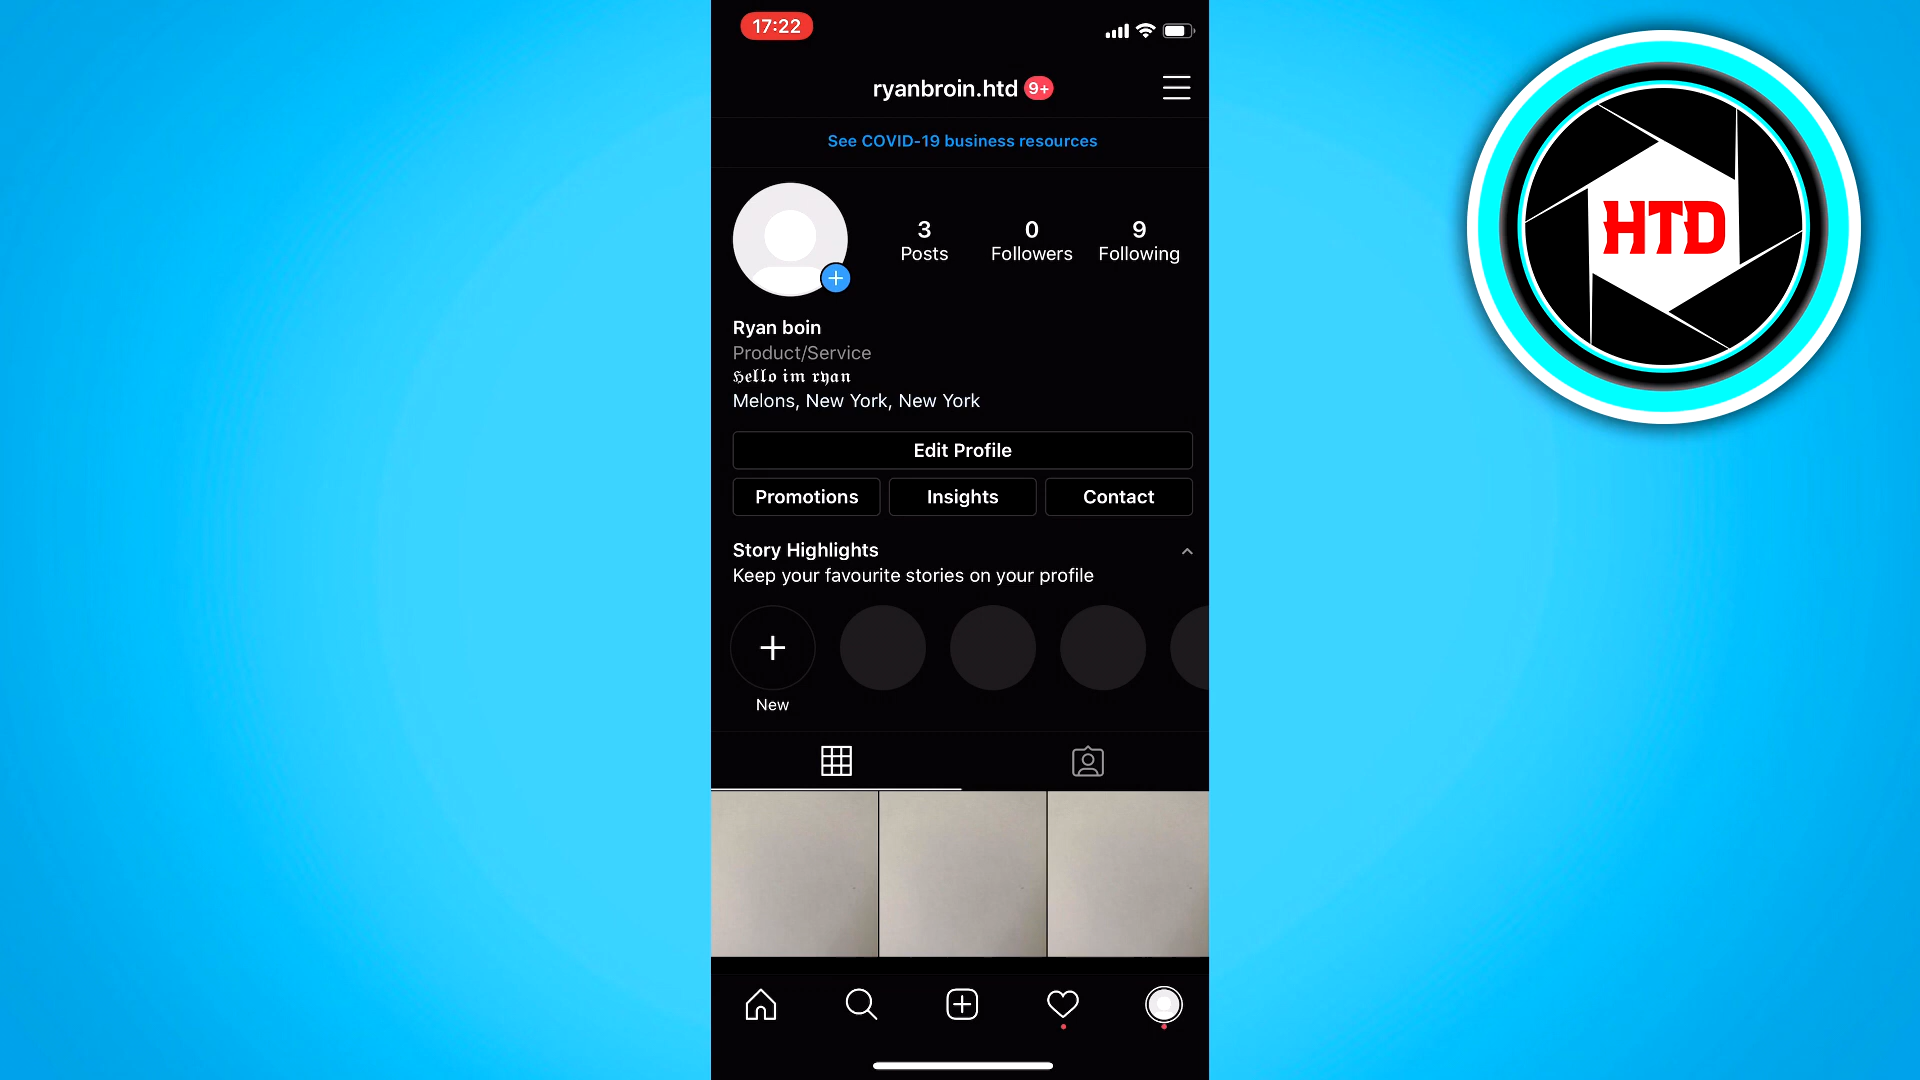 17:22
ryanbroin.htd 9+
See COVID-19 business resources
3 0 9
Posts Followers Following
Ryan boin
Product/Service
ℌello im ryan
Melons, New York, New York
Edit Profile
Promotions Insights Contact
Story Highlights
Keep your favourite stories on your profile
New
HTD